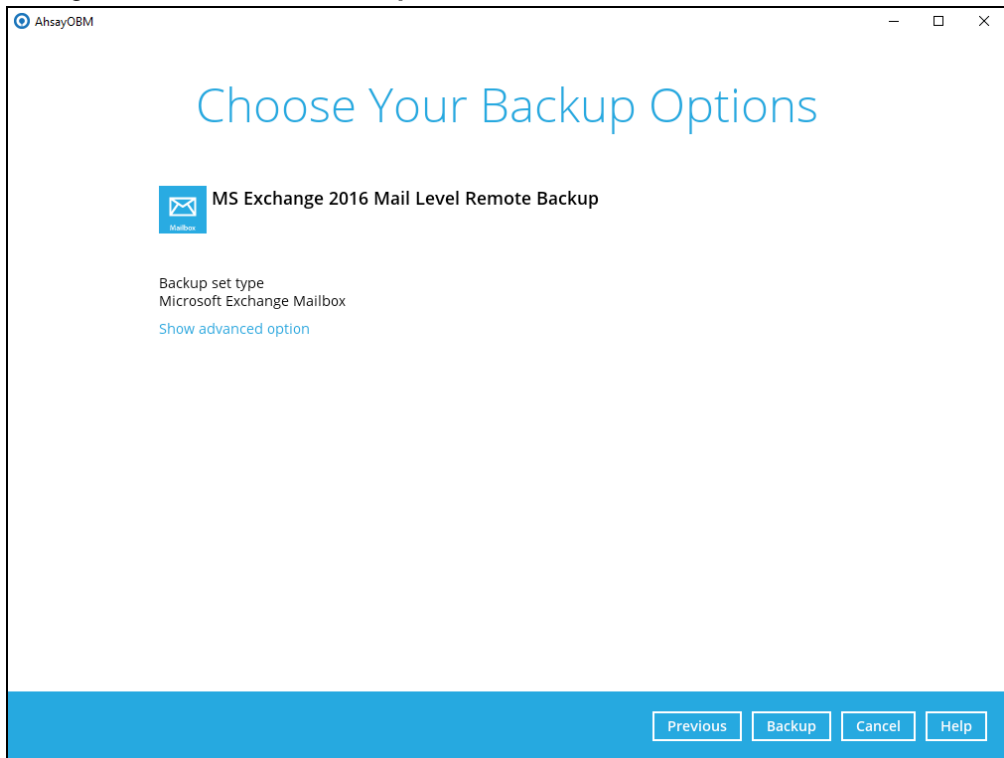 AhsayOBM
Choose Your Backup Options
MS Exchange 2016 Mail Level Remote Backup
Mailbox
Backup set type
Microsoft Exchange Mailbox
Show advanced option
Previous Backup Cancel Help